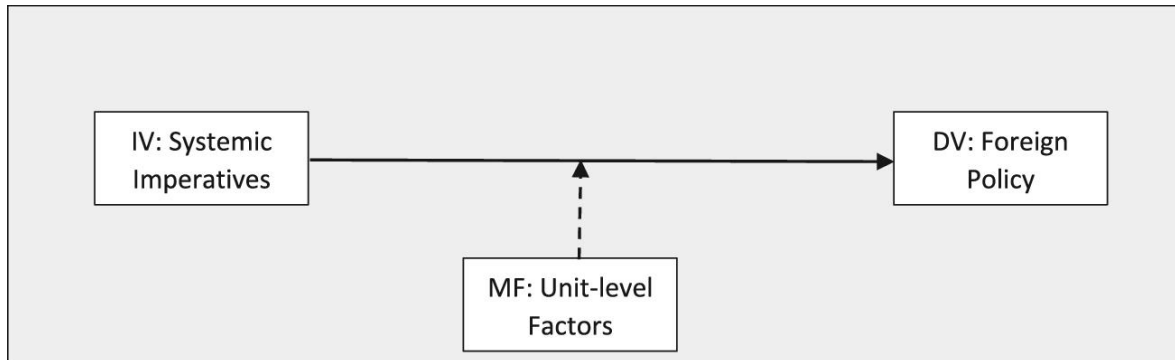 IV: Systemic
Imperatives
DV: Foreign
Policy
MF: Unit-level
Factors